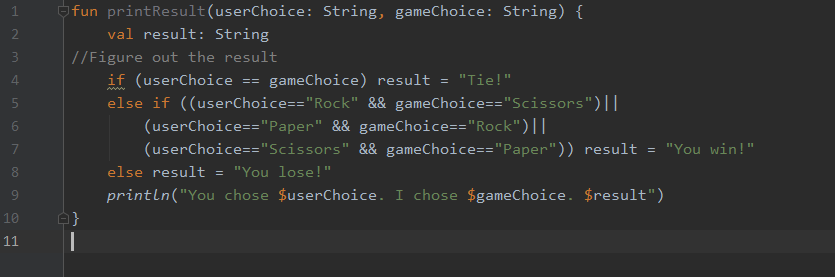 1 fun printResult(userChoice: String, gameChoice: String) {
2     val result: String
3 //Figure out the result
4     if (userChoice == gameChoice) result = "Tie!"
5     else if ((userChoice=="Rock" && gameChoice=="Scissors")||
6         (userChoice=="Paper" && gameChoice=="Rock")||
7         (userChoice=="Scissors" && gameChoice=="Paper")) result = "You win!"
8     else result = "You lose!"
9     println("You chose $userChoice. I chose $gameChoice. $result")
10 }
11